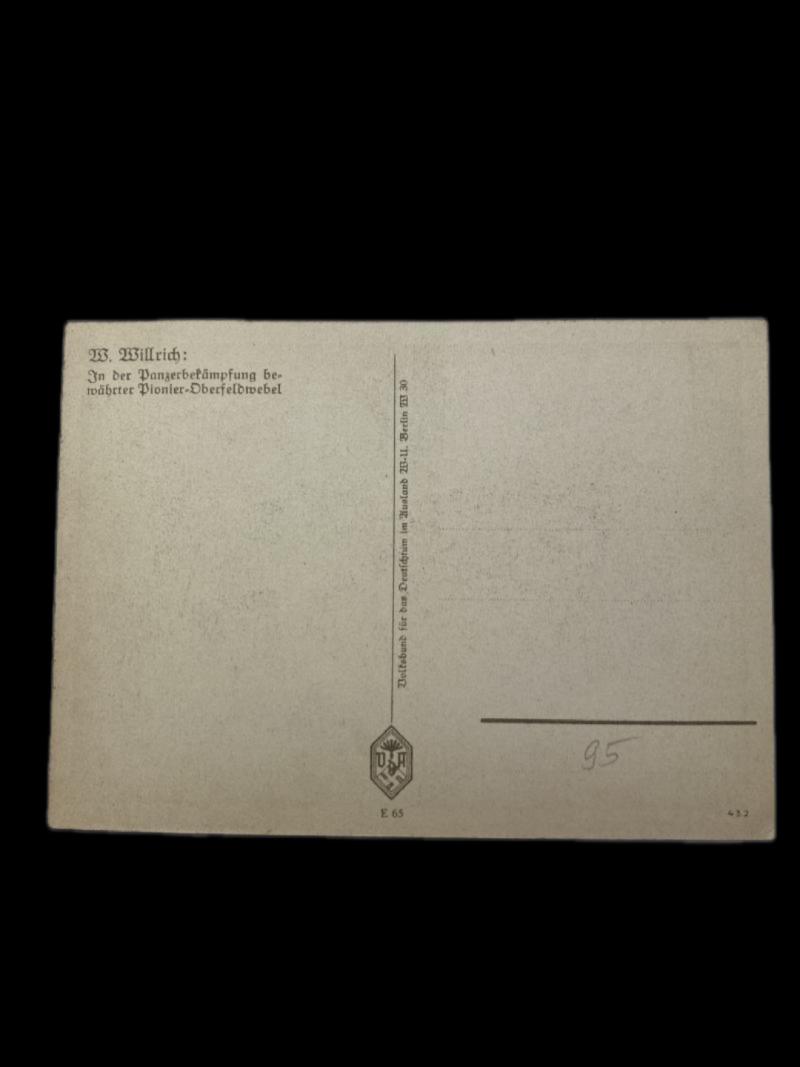 W. Willrich:
In der Panzerbekämpfung be-
währter Pionier-Oberfeldwebel
Volksbund für das Deutschtum im Ausland W-U. Berlin W 30
VDA
E 65
95
432